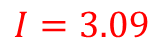 I = 3.09